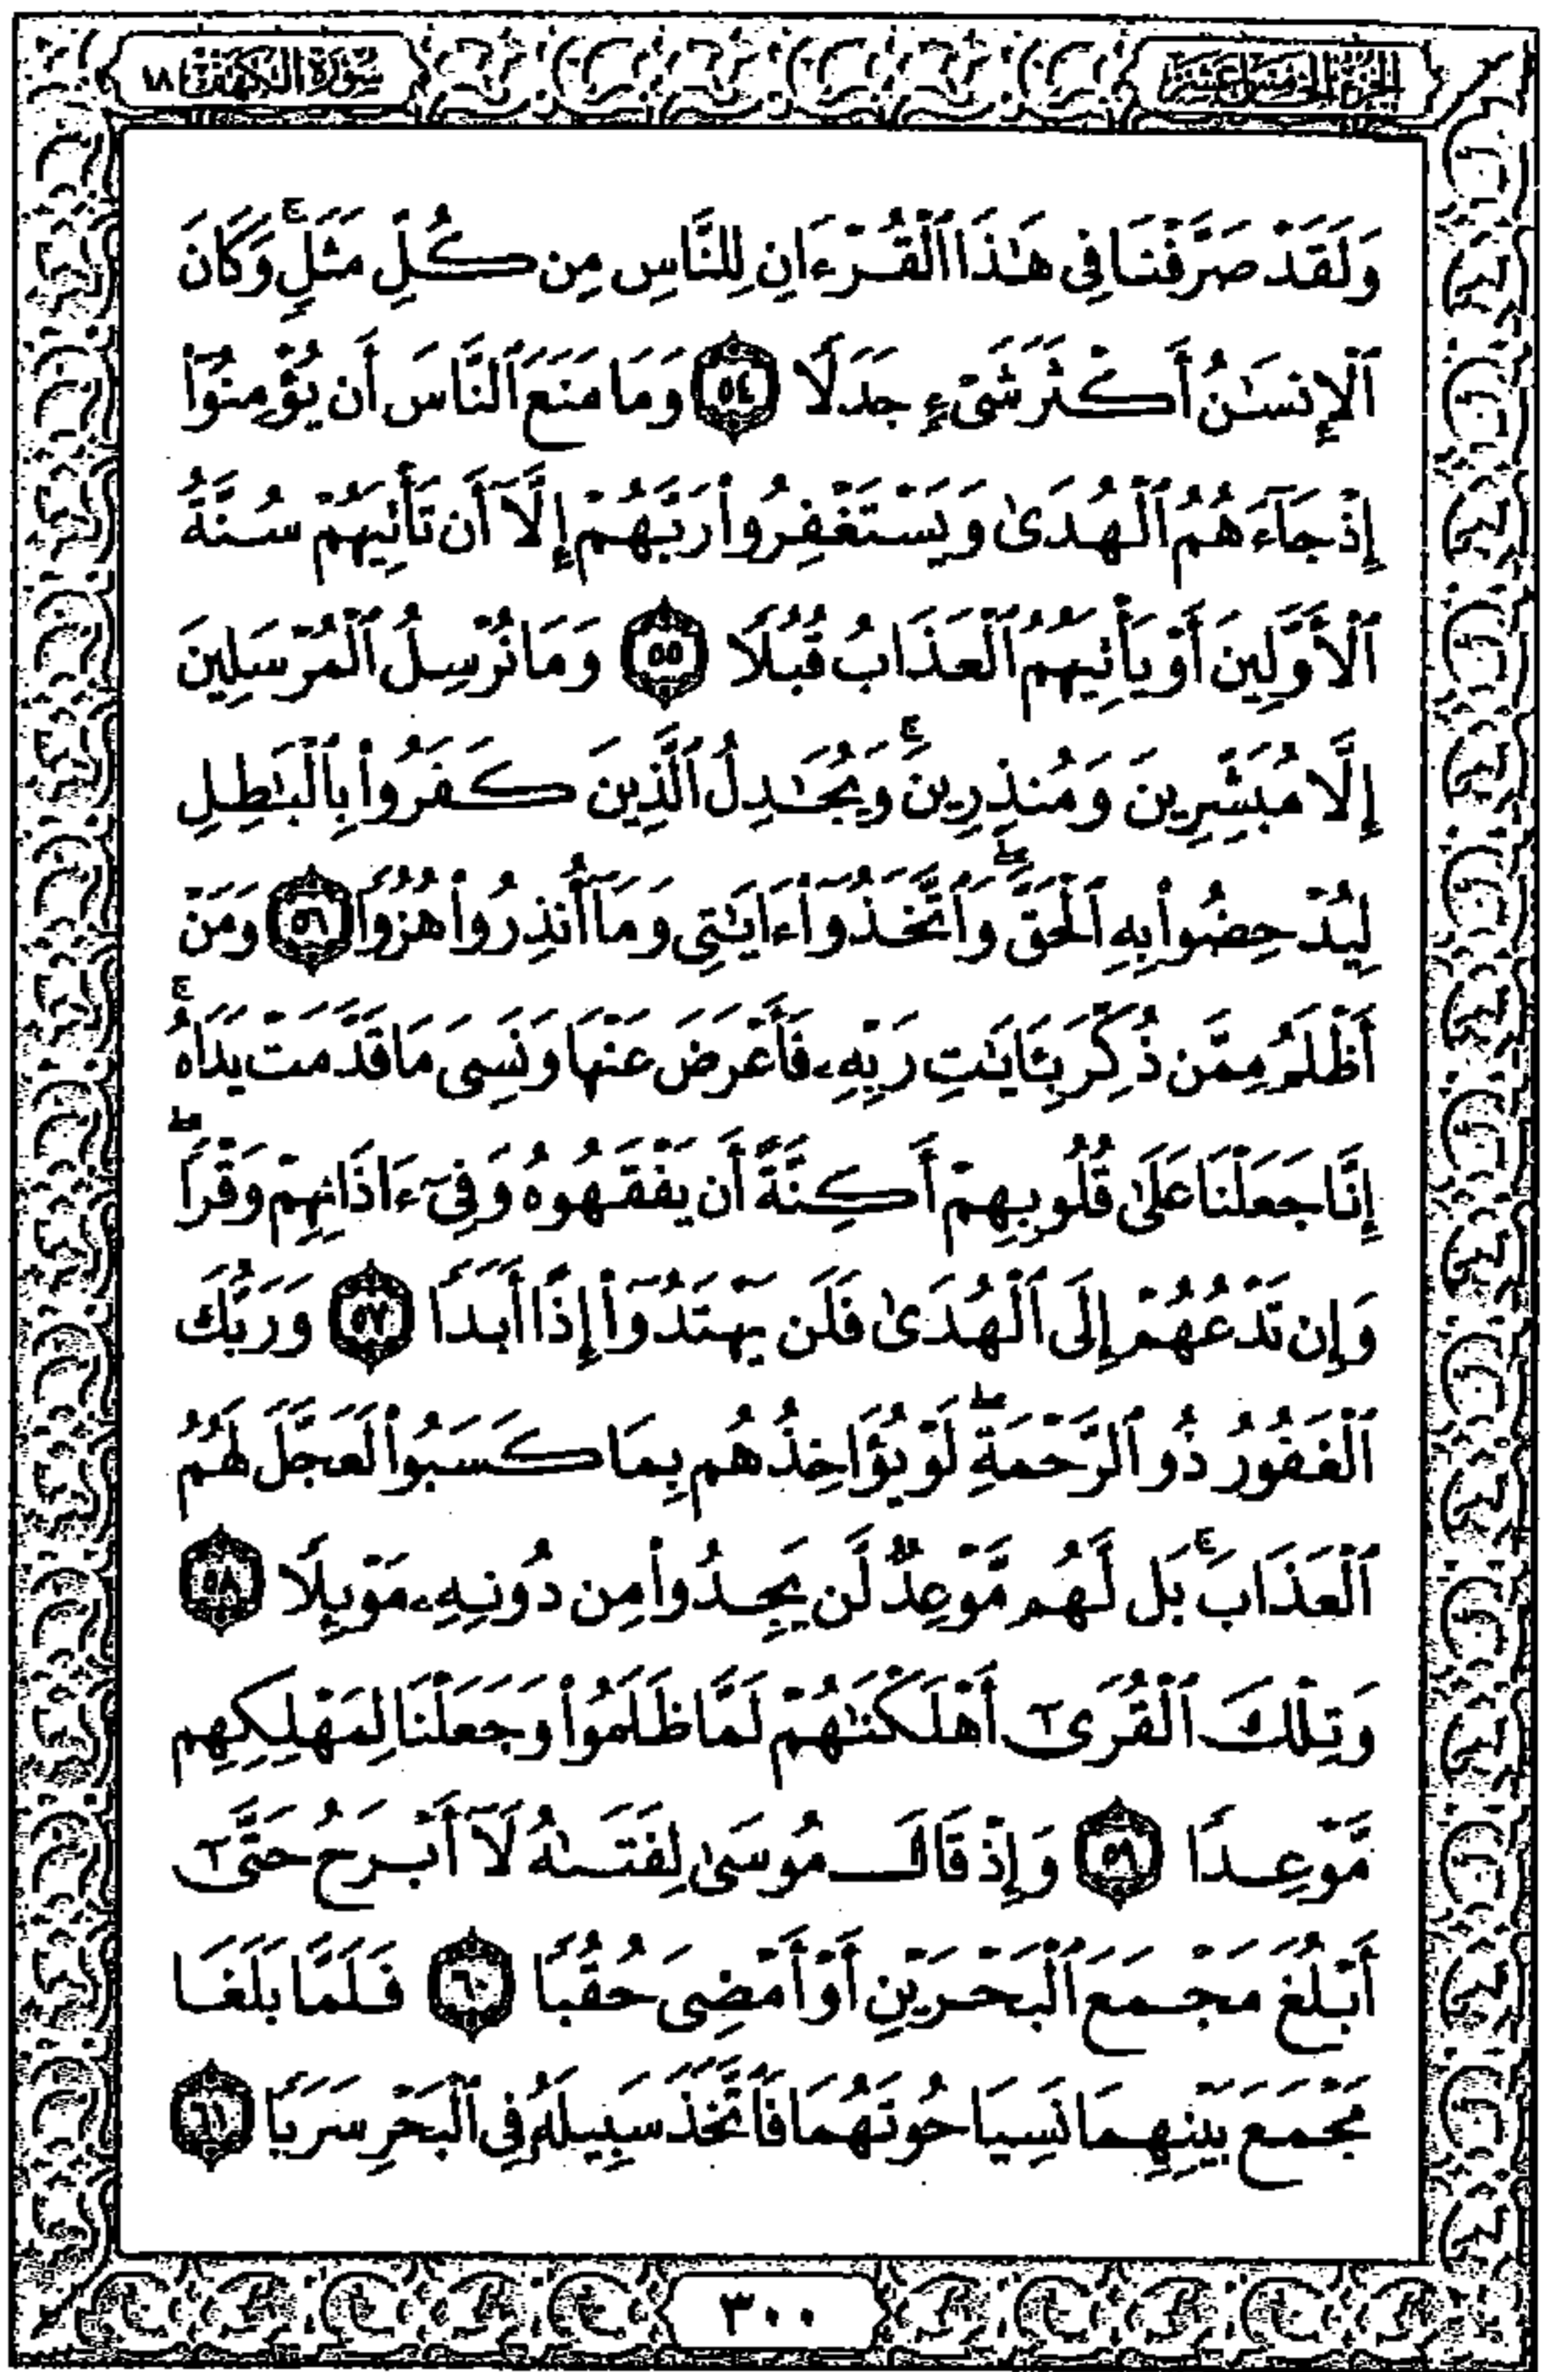 الجزء الخامس عشر
سورة الكهف ١٨
وَلَقَدْ صَرَّفْنَا فِى هَـٰذَا ٱلْقُرْءَانِ لِلنَّاسِ مِن كُلِّ مَثَلٍۚ وَكَانَ
ٱلْإِنسَـٰنُ أَكْثَرَ شَىْءٍ جَدَلًا ٥٤ وَمَا مَنَعَ ٱلنَّاسَ أَن يُؤْمِنُوٓا۟
إِذْ جَآءَهُمُ ٱلْهُدَىٰ وَيَسْتَغْفِرُوا۟ رَبَّهُمْ إِلَّآ أَن تَأْتِيَهُمْ سُنَّةُ
ٱلْأَوَّلِينَ أَوْ يَأْتِيَهُمُ ٱلْعَذَابُ قُبُلًا ٥٥ وَمَا نُرْسِلُ ٱلْمُرْسَلِينَ
إِلَّا مُبَشِّرِينَ وَمُنذِرِينَۚ وَيُجَـٰدِلُ ٱلَّذِينَ كَفَرُوا۟ بِٱلْبَـٰطِلِ
لِيُدْحِضُوا۟ بِهِ ٱلْحَقَّۖ وَٱتَّخَذُوٓا۟ ءَايَـٰتِى وَمَآ أُنذِرُوا۟ هُزُوًا ٥٦ وَمَنْ
أَظْلَمُ مِمَّن ذُكِّرَ بِـَٔايَـٰتِ رَبِّهِۦ فَأَعْرَضَ عَنْهَا وَنَسِىَ مَا قَدَّمَتْ يَدَاهُۚ
إِنَّا جَعَلْنَا عَلَىٰ قُلُوبِهِمْ أَكِنَّةً أَن يَفْقَهُوهُ وَفِىٓ ءَاذَانِهِمْ وَقْرًاۖ
وَإِن تَدْعُهُمْ إِلَى ٱلْهُدَىٰ فَلَن يَهْتَدُوٓا۟ إِذًا أَبَدًا ٥٧ وَرَبُّكَ
ٱلْغَفُورُ ذُو ٱلرَّحْمَةِۖ لَوْ يُؤَاخِذُهُم بِمَا كَسَبُوا۟ لَعَجَّلَ لَهُمُ
ٱلْعَذَابَۚ بَل لَّهُم مَّوْعِدٌ لَّن يَجِدُوا۟ مِن دُونِهِۦ مَوْئِلًا ٥٨
وَتِلْكَ ٱلْقُرَىٰٓ أَهْلَكْنَـٰهُمْ لَمَّا ظَلَمُوا۟ وَجَعَلْنَا لِمَهْلِكِهِم
مَّوْعِدًا ٥٩ وَإِذْ قَالَ مُوسَىٰ لِفَتَىٰهُ لَآ أَبْرَحُ حَتَّىٰٓ
أَبْلُغَ مَجْمَعَ ٱلْبَحْرَيْنِ أَوْ أَمْضِىَ حُقُبًا ٦٠ فَلَمَّا بَلَغَا
مَجْمَعَ بَيْنِهِمَا نَسِيَا حُوتَهُمَا فَٱتَّخَذَ سَبِيلَهُۥ فِى ٱلْبَحْرِ سَرَبًا ٦١
٣٠٠